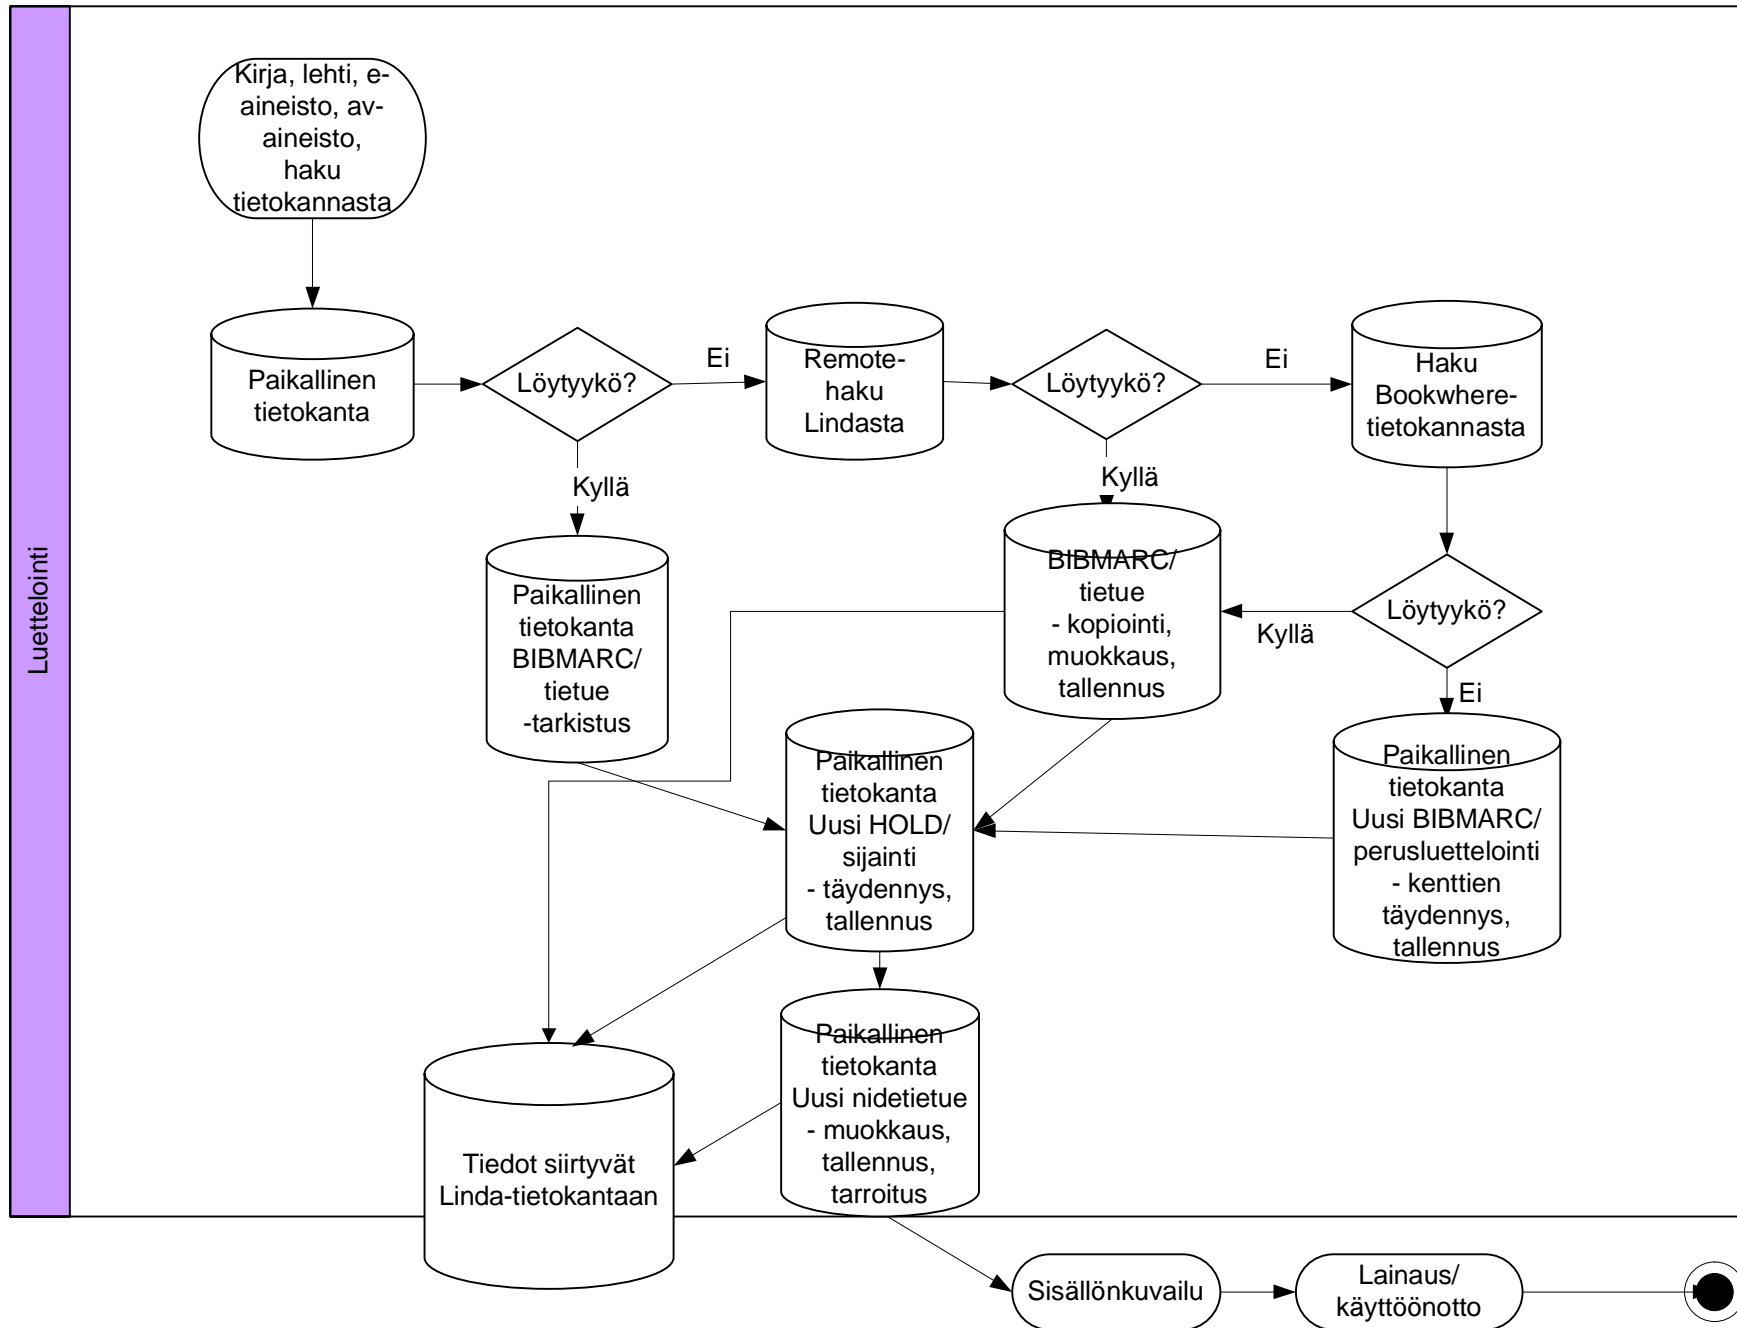 Luettelointi
Kirja, lehti, e-
aineisto, av-
aineisto,
haku
tietokannasta
Paikallinen
tietokanta
Löytyykö?
Ei
Remote-
haku
Lindasta
Löytyykö?
Ei
Haku
Bookwhere-
tietokannasta
Kyllä
Kyllä
Paikallinen
tietokanta
BIBMARC/
tietue
-tarkistus
BIBMARC/
tietue
- kopiointi,
muokkaus,
tallennus
Kyllä
Löytyykö?
Ei
Paikallinen
tietokanta
Uusi HOLD/
sijainti
- täydennys,
tallennus
Paikallinen
tietokanta
Uusi BIBMARC/
perusluettelointi
- kenttien
täydennys,
tallennus
Paikallinen
tietokanta
Uusi nidetietue
- muokkaus,
tallennus,
tarroitus
Tiedot siirtyvät
Linda-tietokantaan
Sisällönkuvailu
Lainaus/
käyttöönotto